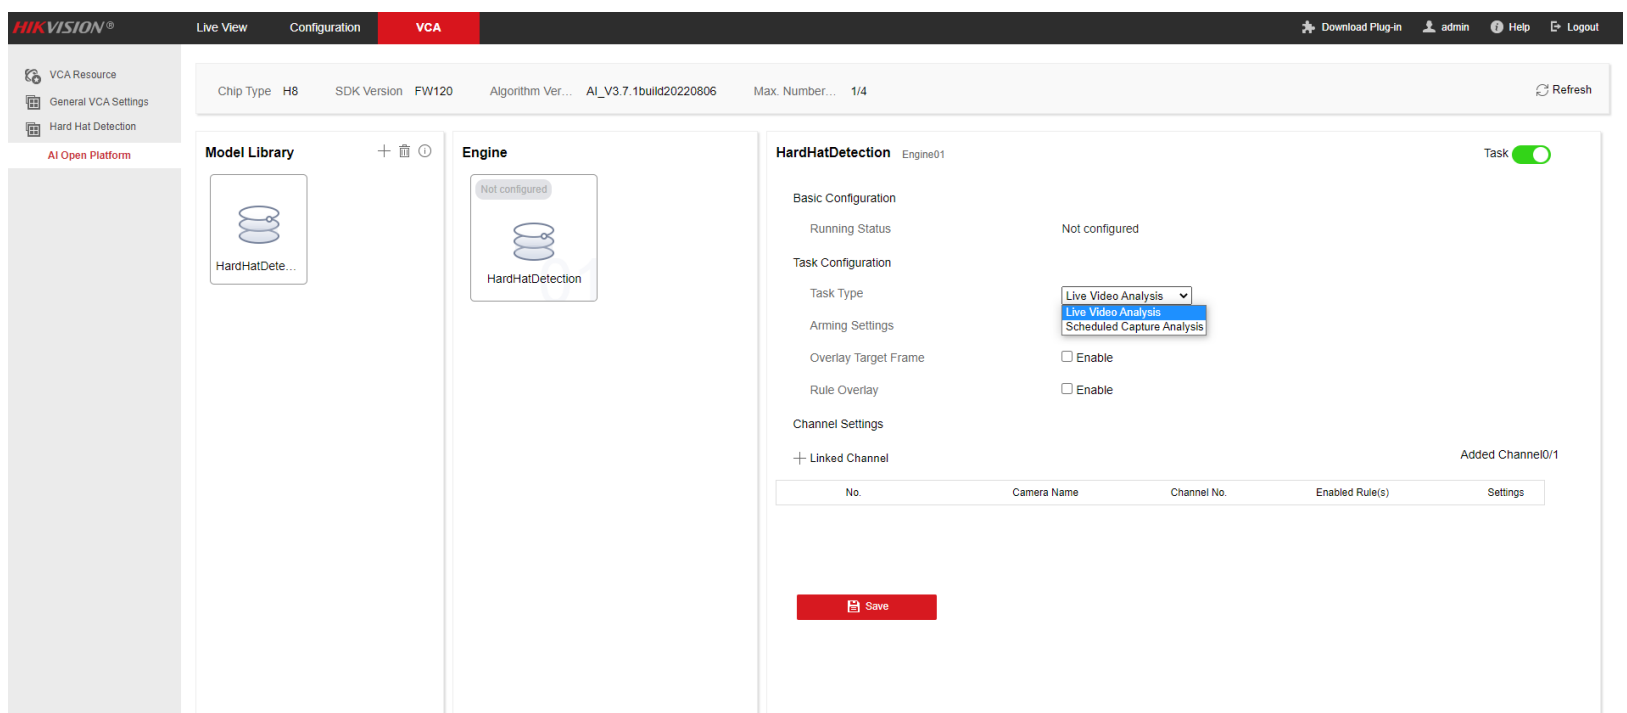 HIKVISION®
Live View Configuration VCA
Download Plug-in admin Help Logout
VCA Resource
General VCA Settings
Hard Hat Detection
AI Open Platform
Chip Type H8 SDK Version FW120 Algorithm Ver... AI_V3.7.1build20220806 Max. Number... 1/4
Refresh
Model Library
HardHatDete...
Engine
Not configured
01
HardHatDetection
HardHatDetection Engine01
Task
Basic Configuration
Running Status Not configured
Task Configuration
Task Type Live Video Analysis
Live Video Analysis
Scheduled Capture Analysis
Arming Settings
Overlay Target Frame Enable
Rule Overlay Enable
Channel Settings
Linked Channel
Added Channel0/1
No. Camera Name Channel No. Enabled Rule(s) Settings
Save